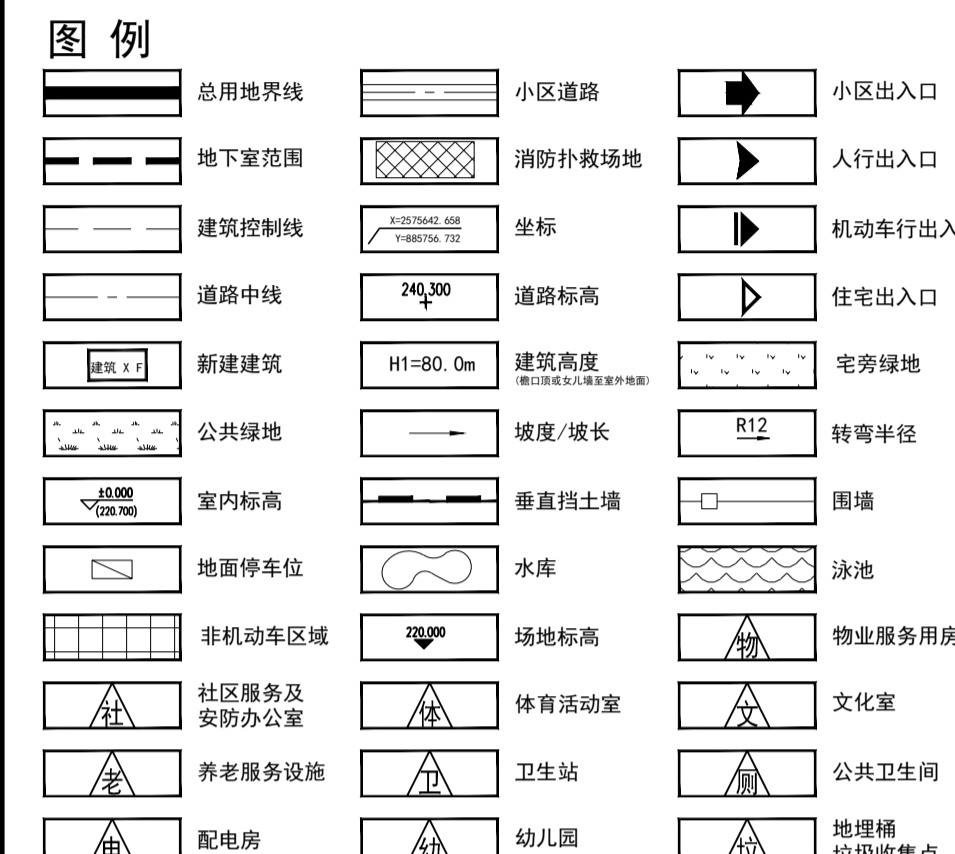 图 例
总用地界线
小区道路
小区出入口
地下室范围
消防扑救场地
人行出入口
建筑控制线
X=2575642.658
Y=885756.732
坐标
机动车行出入
道路中线
240.300
道路标高
住宅出入口
建筑 X F
新建建筑
H1=80.0m
建筑高度
(檐口顶或女儿墙至室外地面)
宅旁绿地
公共绿地
坡度/坡长
R12
转弯半径
±0.000
(220.700)
室内标高
垂直挡土墙
围墙
地面停车位
水库
泳池
非机动车区域
220.000
场地标高
物
物业服务用房
社
社区服务及
安防办公室
体
体育活动室
文
文化室
老
养老服务设施
卫
卫生站
厕
公共卫生间
电
配电房
幼
幼儿园
垃
地埋桶
垃圾收集点